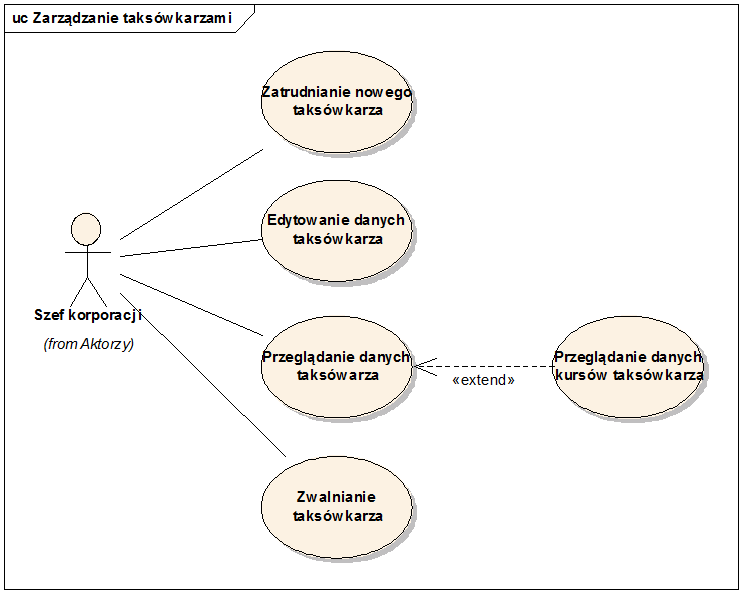 uc Zarządzanie taksówkarzami
Zatrudnianie nowego
taksówkarza
Edytowanie danych
taksówkarza
Szef korporacji
(from Aktorzy)
Przeglądanie danych
taksówarza
«extend»
Przeglądanie danych
kursów taksówkarza
Zwalnianie
taksówkarza